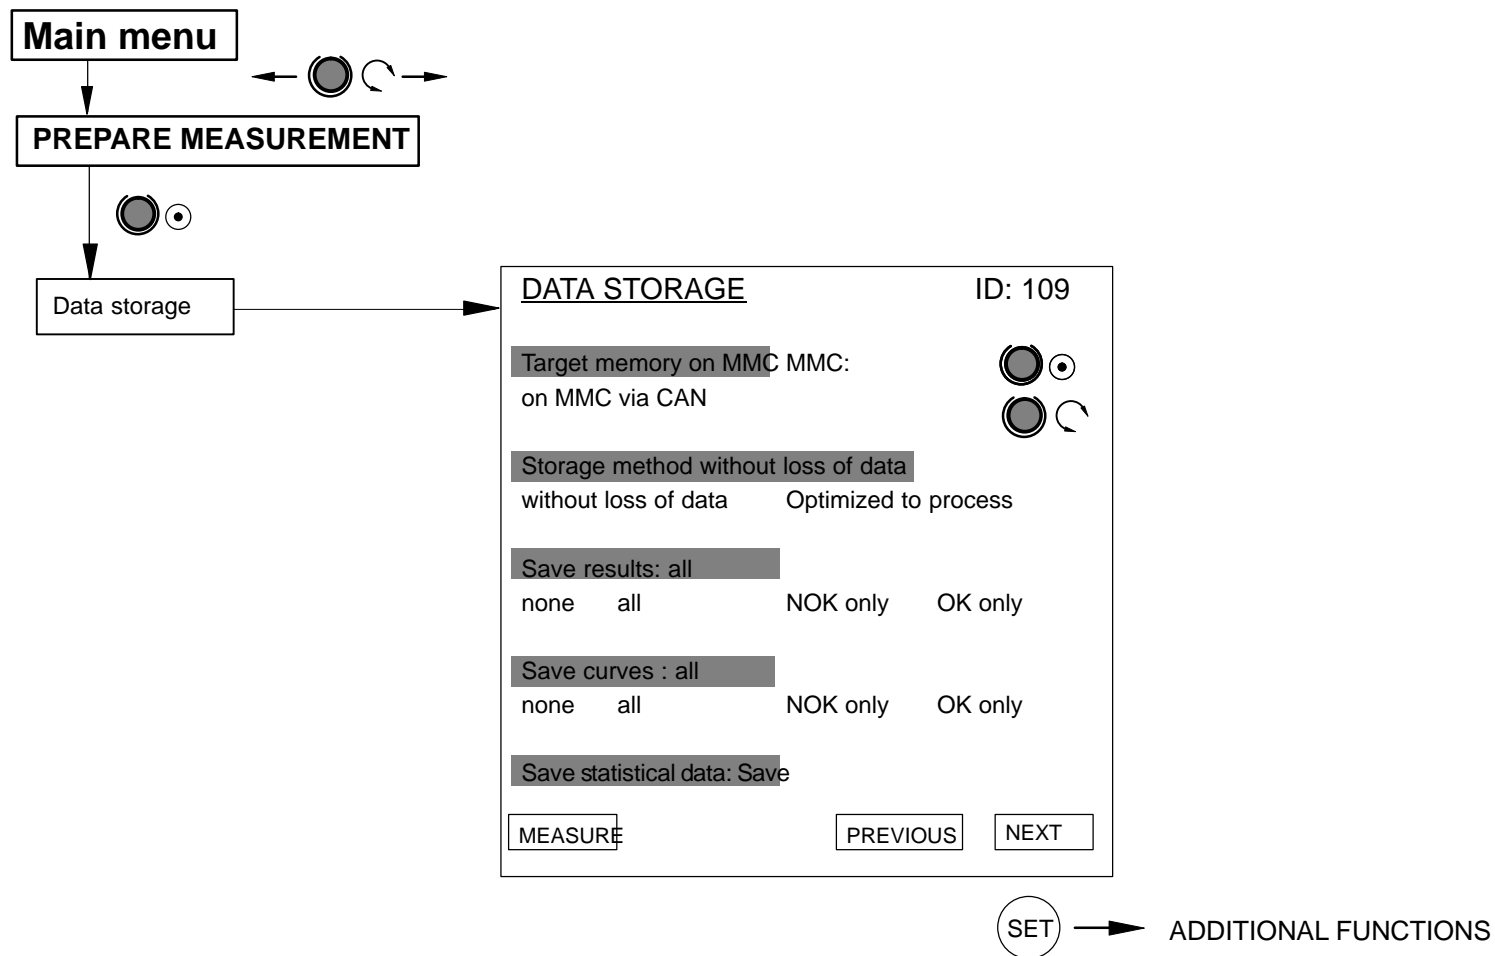 Main menu
PREPARE MEASUREMENT
Data storage
DATA STORAGE ID: 109
Target memory on MMC MMC:
on MMC via CAN
Storage method without loss of data
without loss of data Optimized to process
Save results: all
none all NOK only OK only
Save curves : all
none all NOK only OK only
Save statistical data: Save
MEASURE PREVIOUS NEXT
SET ADDITIONAL FUNCTIONS